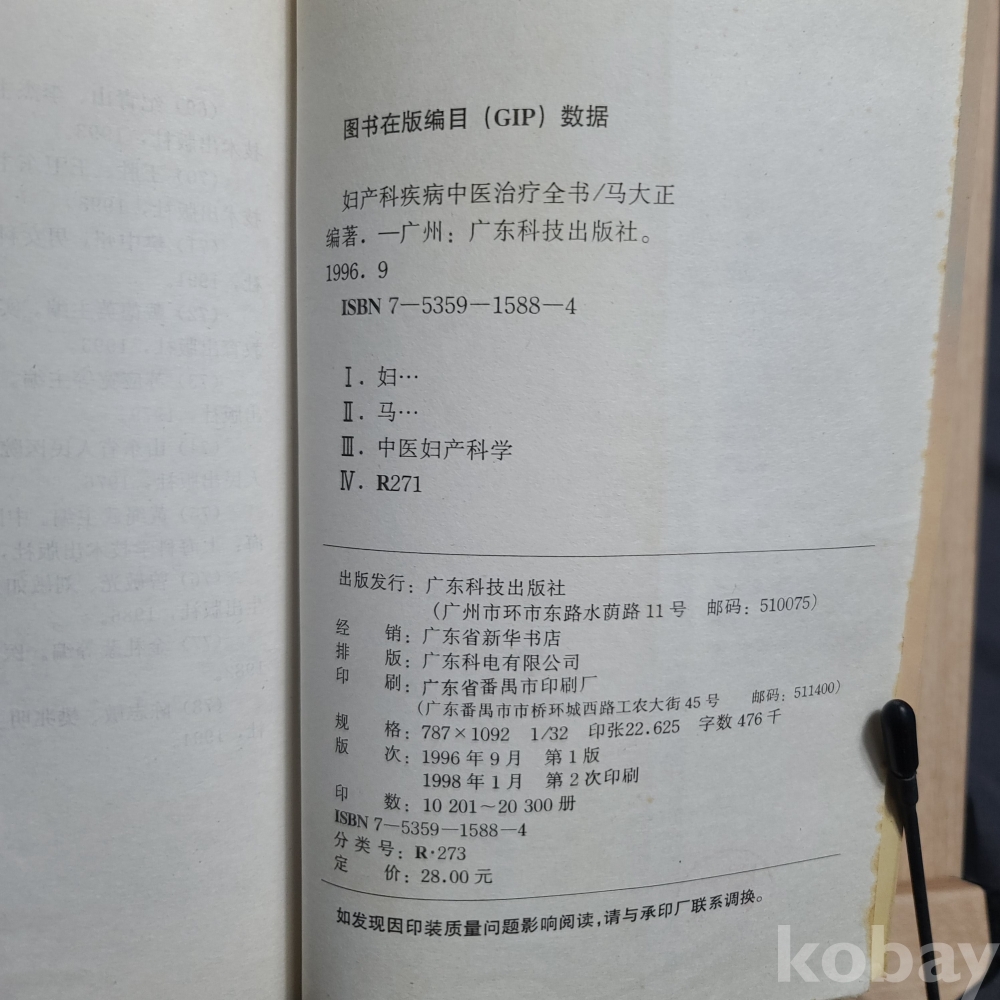 图书在版编目(GIP)数据
妇产科疾病中医治疗全书/马大正
编著. —广州: 广东科技出版社。
1996. 9
ISBN 7—5359—1588—4
Ⅰ. 妇…
Ⅱ. 马…
Ⅲ. 中医妇产科学
Ⅳ. R271
出版发行: 广东科技出版社
(广州市环市东路水荫路11号 邮码: 510075)
经 销: 广东省新华书店
排 版: 广东科电有限公司
印 刷: 广东省番禺市印刷厂
(广东番禺市市桥环城西路工农大街45号 邮码: 511400)
规 格: 787×1092 1/32 印张22.625 字数476千
版 次: 1996年9月 第1版
1998年1月 第2次印刷
印 数: 10 201～20 300册
ISBN 7—5359—1588—4
分类号: R·273
定 价: 28.00元
如发现因印装质量问题影响阅读,请与承印厂联系调换。
kobay